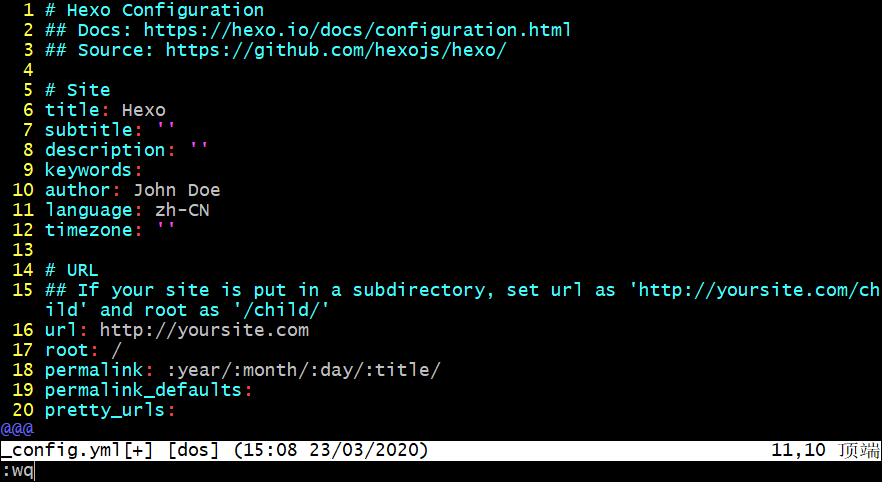 1 # Hexo Configuration
2 ## Docs: https://hexo.io/docs/configuration.html
3 ## Source: https://github.com/hexojs/hexo/
4
5 # Site
6 title: Hexo
7 subtitle: ''
8 description: ''
9 keywords:
10 author: John Doe
11 language: zh-CN
12 timezone: ''
13
14 # URL
15 ## If your site is put in a subdirectory, set url as 'http://yoursite.com/ch
ild' and root as '/child/'
16 url: http://yoursite.com
17 root: /
18 permalink: :year/:month/:day/:title/
19 permalink_defaults:
20 pretty_urls:
@@@
_config.yml[+] [dos] (15:08 23/03/2020) 11,10 顶端
:wq